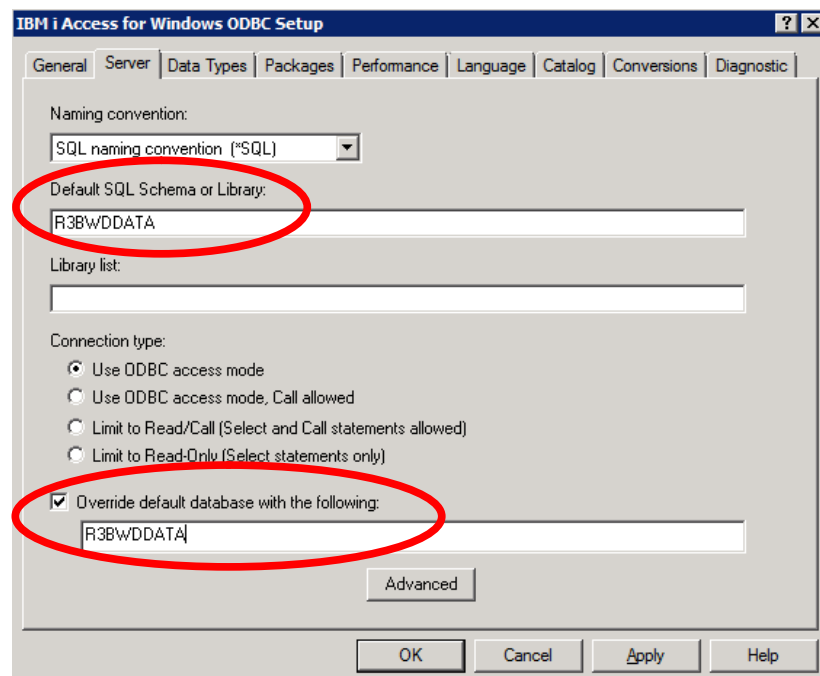 IBM i Access for Windows ODBC Setup
General Server Data Types Packages Performance Language Catalog Conversions Diagnostic
Naming convention:
SQL naming convention (*SQL)
Default SQL Schema or Library:
R3BWDDATA
Library list:
Connection type:
Use ODBC access mode
Use ODBC access mode, Call allowed
Limit to Read/Call (Select and Call statements allowed)
Limit to Read-Only (Select statements only)
Override default database with the following:
R3BWDDATA
Advanced
OK Cancel Apply Help